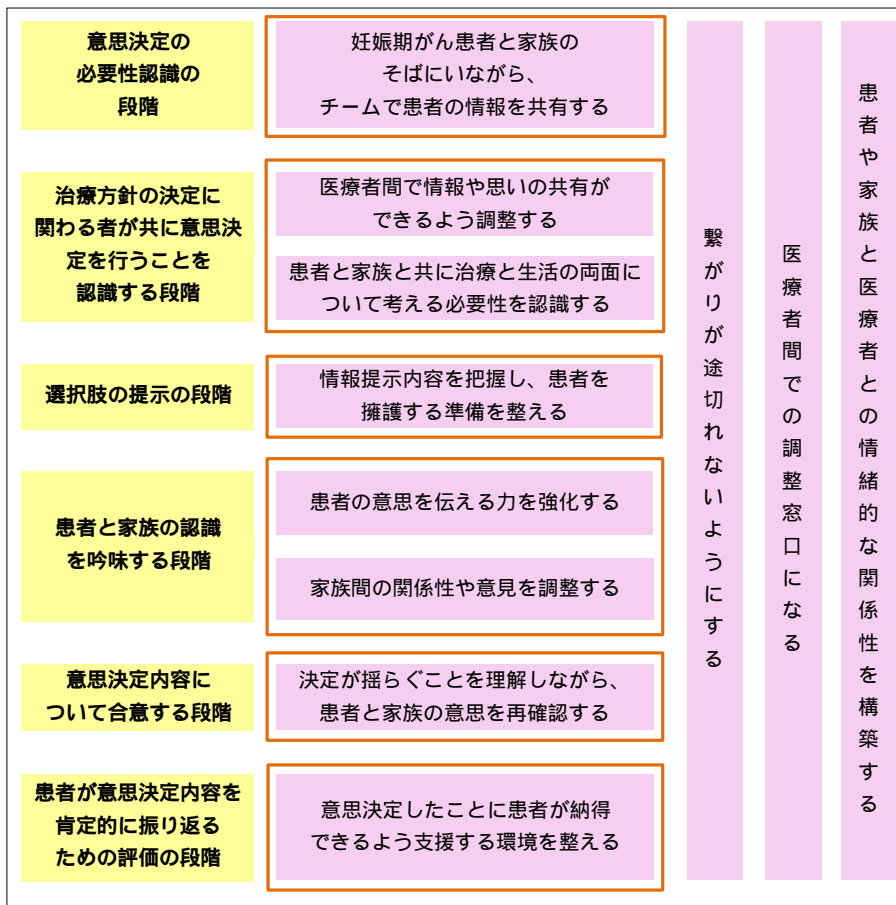 意思決定の
必要性認識の
段階
妊娠期がん患者と家族の
そばにいながら、
チームで患者の情報を共有する
治療方針の決定に
関わる者が共に意思決
定を行うことを
認識する段階
医療者間で情報や思いの共有が
できるよう調整する
患者と家族と共に治療と生活の両面に
ついて考える必要性を認識する
選択肢の提示の段階
情報提示内容を把握し、患者を
擁護する準備を整える
患者と家族の認識
を吟味する段階
患者の意思を伝える力を強化する
家族間の関係性や意見を調整する
意思決定内容に
ついて合意する段階
決定が揺らぐことを理解しながら、
患者と家族の意思を再確認する
患者が意思決定内容を
肯定的に振り返る
ための評価の段階
意思決定したことに患者が納得
できるよう支援する環境を整える
繋がりが途切れないようにする
医療者間での調整窓口になる
患者や家族と医療者との情緒的な関係性を構築する